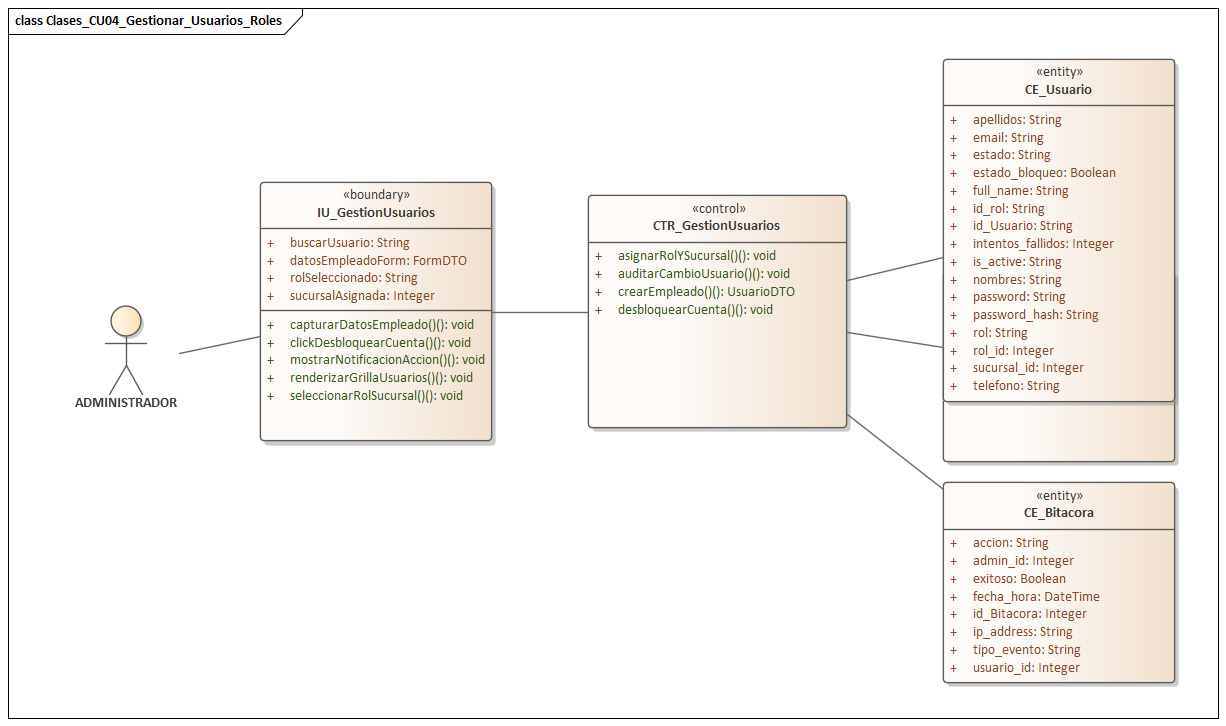 class Clases_CU04_Gestionar_Usuarios_Roles
ADMINISTRADOR
«boundary»
IU_GestionUsuarios
+ buscarUsuario: String
+ datosEmpleadoForm: FormDTO
+ rolSeleccionado: String
+ sucursalAsignada: Integer
+ capturarDatosEmpleado()(): void
+ clickDesbloquearCuenta()(): void
+ mostrarNotificacionAccion()(): void
+ renderizarGrillaUsuarios()(): void
+ seleccionarRolSucursal()(): void
«control»
CTR_GestionUsuarios
+ asignarRolYSucursal()(): void
+ auditarCambioUsuario()(): void
+ crearEmpleado()(): UsuarioDTO
+ desbloquearCuenta()(): void
«entity»
CE_Usuario
+ apellidos: String
+ email: String
+ estado: String
+ estado_bloqueo: Boolean
+ full_name: String
+ id_rol: String
+ id_Usuario: String
+ intentos_fallidos: Integer
+ is_active: String
+ nombres: String
+ password: String
+ password_hash: String
+ rol: String
+ rol_id: Integer
+ sucursal_id: Integer
+ telefono: String
«entity»
CE_Bitacora
+ accion: String
+ admin_id: Integer
+ exitoso: Boolean
+ fecha_hora: DateTime
+ id_Bitacora: Integer
+ ip_address: String
+ tipo_evento: String
+ usuario_id: Integer